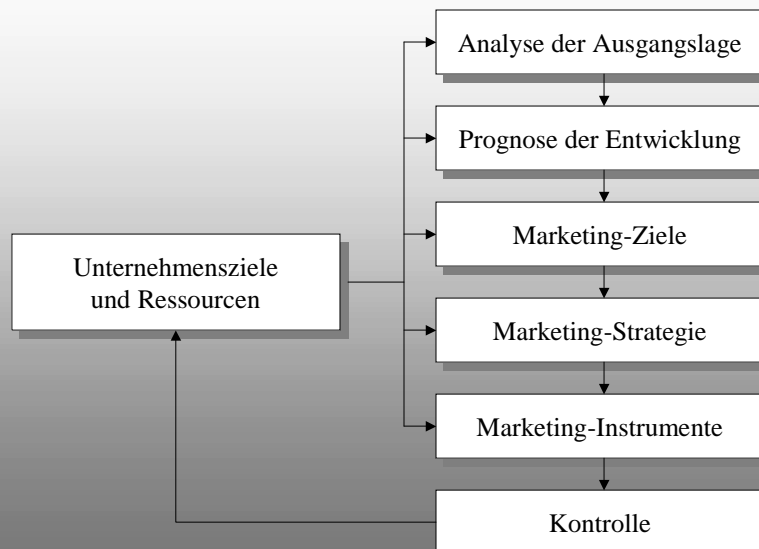 Analyse der Ausgangslage
Prognose der Entwicklung
Marketing-Ziele
Unternehmensziele
und Ressourcen
Marketing-Strategie
Marketing-Instrumente
Kontrolle